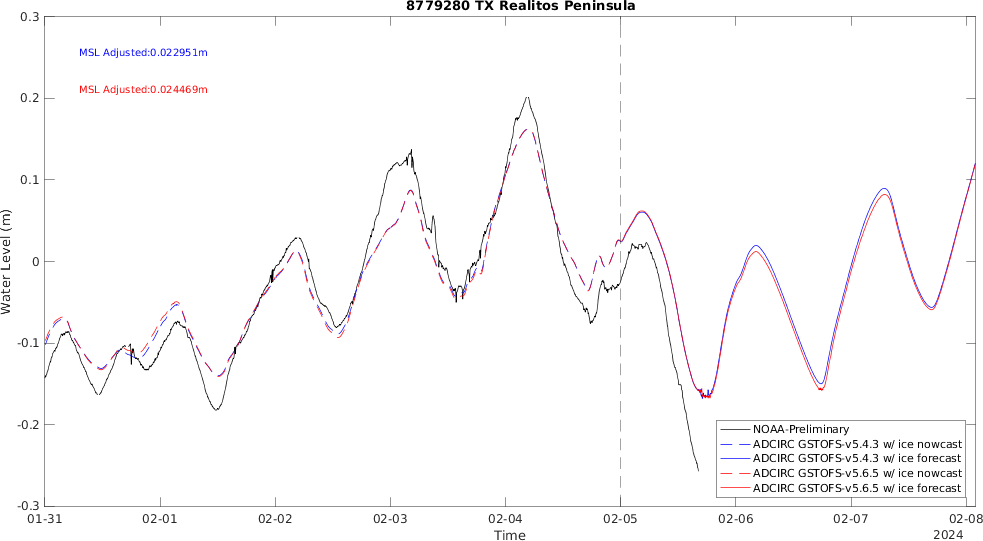 8779280 TX Realitos Peninsula
MSL Adjusted:0.022951m
MSL Adjusted:0.024469m
Water Level (m)
0.3
0.2
0.1
0
-0.1
-0.2
-0.3
NOAA-Preliminary
ADCIRC GSTOFS-v5.4.3 w/ ice nowcast
ADCIRC GSTOFS-v5.4.3 w/ ice forecast
ADCIRC GSTOFS-v5.6.5 w/ ice nowcast
ADCIRC GSTOFS-v5.6.5 w/ ice forecast
01-31 02-01 02-02 02-03 02-04 02-05 02-06 02-07 02-08
Time
2024